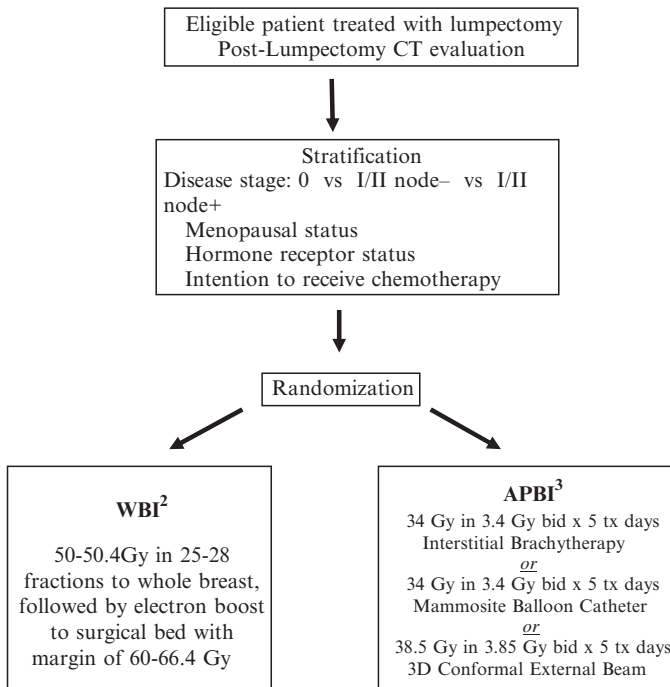 Eligible patient treated with lumpectomy
Post-Lumpectomy CT evaluation
Stratification
Disease stage: 0 vs I/II node– vs I/II
node+
Menopausal status
Hormone receptor status
Intention to receive chemotherapy
Randomization
WBI²
50-50.4Gy in 25-28
fractions to whole breast,
followed by electron boost
to surgical bed with
margin of 60-66.4 Gy
APBI³
34 Gy in 3.4 Gy bid x 5 tx days
Interstitial Brachytherapy
or
34 Gy in 3.4 Gy bid x 5 tx days
Mammosite Balloon Catheter
or
38.5 Gy in 3.85 Gy bid x 5 tx days
3D Conformal External Beam